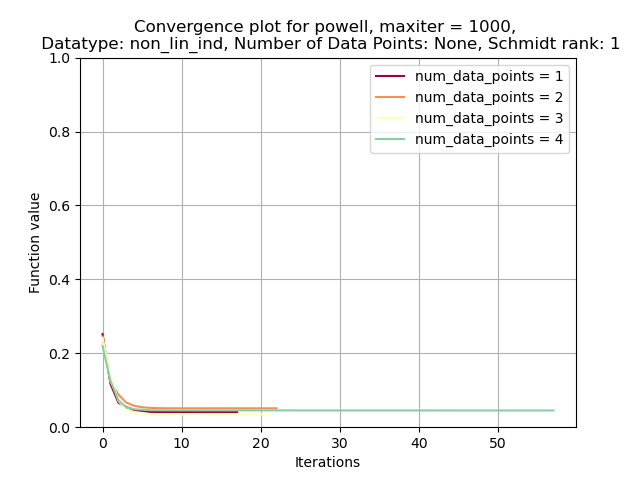 Convergence plot for powell, maxiter = 1000,
Datatype: non_lin_ind, Number of Data Points: None, Schmidt rank: 1
1.0
0.8
0.6
0.4
0.2
0.0
Function value
num_data_points = 1
num_data_points = 2
num_data_points = 3
num_data_points = 4
0 10 20 30 40 50
Iterations